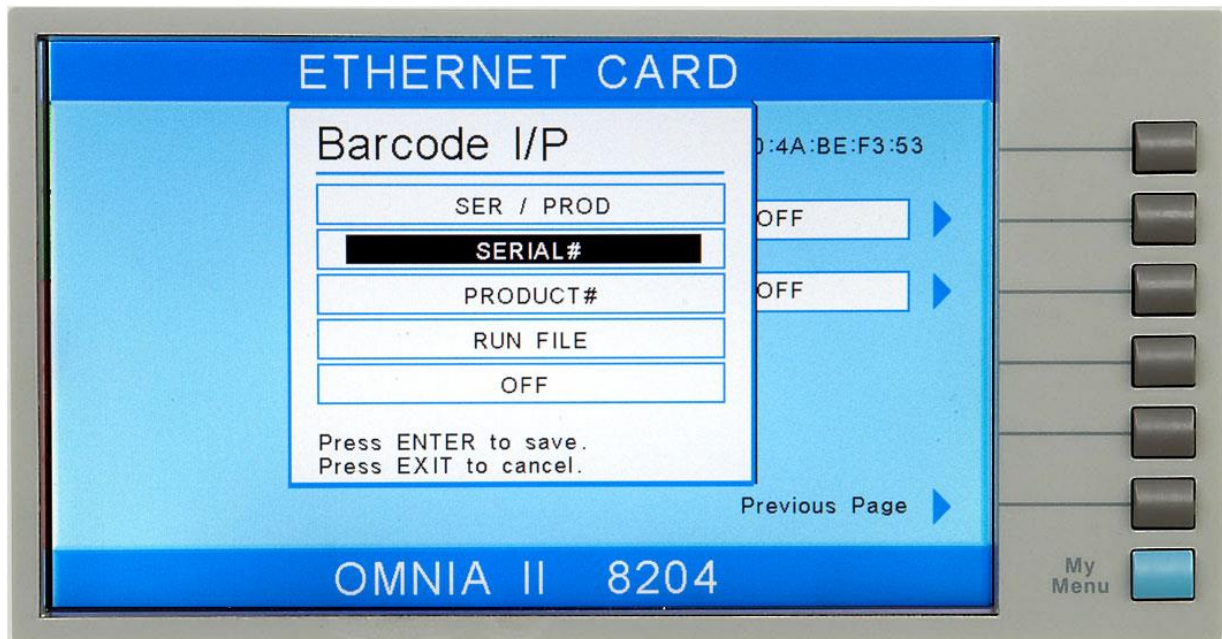 ETHERNET CARD
Barcode I/P
:4A:BE:F3:53
SER / PROD
OFF
SERIAL#
PRODUCT#
OFF
RUN FILE
OFF
Press ENTER to save.
Press EXIT to cancel.
Previous Page
OMNIA II 8204
My
Menu